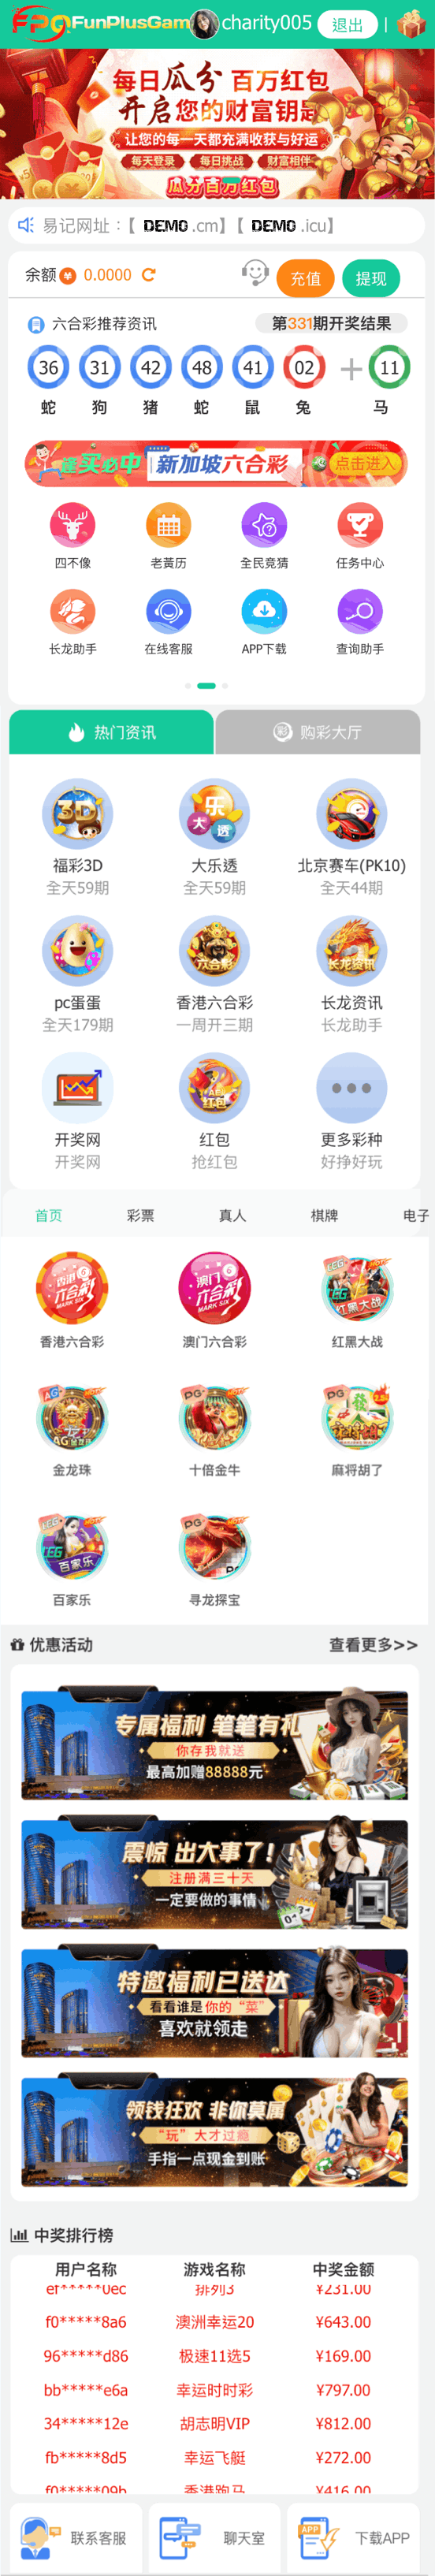 FPG FunPlusGam charity005 退出 |
每日瓜分百万红包
开启您的财富钥匙
让您的每一天都充满收获与好运
每天登录 每日挑战 财富相伴
瓜分百万红包
易记网址：【 DEMO .cm】【 DEMO .icu】
余额 0.0000 充值 提现
六合彩推荐资讯 第331期开奖结果
36 31 42 48 41 02 + 11
蛇 狗 猪 蛇 鼠 兔 马
途买必中 新加坡六合彩 点击进入
四不像 老黄历 全民竞猜 任务中心
长龙助手 在线客服 APP下载 查询助手
热门资讯 购彩大厅
福彩3D 大乐透 北京赛车(PK10)
全天59期 全天59期 全天44期
pc蛋蛋 香港六合彩 长龙资讯
全天179期 一周开三期 长龙助手
开奖网 红包 更多彩种
开奖网 抢红包 好挣好玩
首页 彩票 真人 棋牌 电子
香港六合彩 澳门六合彩 红黑大战
金龙珠 十倍金牛 麻将胡了
百家乐 寻龙探宝
优惠活动 查看更多>>
专属福利 笔笔有礼
你存我就送
最高加赠88888元
震惊 出大事了！
注册满三十天
一定要做的事情
特邀福利已送达
看看谁是你的“菜”
喜欢就领走
领钱狂欢 非你莫属
“玩”大才过瘾
手指一点现金到账
中奖排行榜
用户名称 游戏名称 中奖金额
ef*****0ec 排列3 ¥231.00
f0*****8a6 澳洲幸运20 ¥643.00
96*****d86 极速11选5 ¥169.00
bb*****e6a 幸运时时彩 ¥797.00
34*****12e 胡志明VIP ¥812.00
fb*****8d5 幸运飞艇 ¥272.00
f0*****09b 香港跑马 ¥416.00
联系客服 聊天室 下载APP